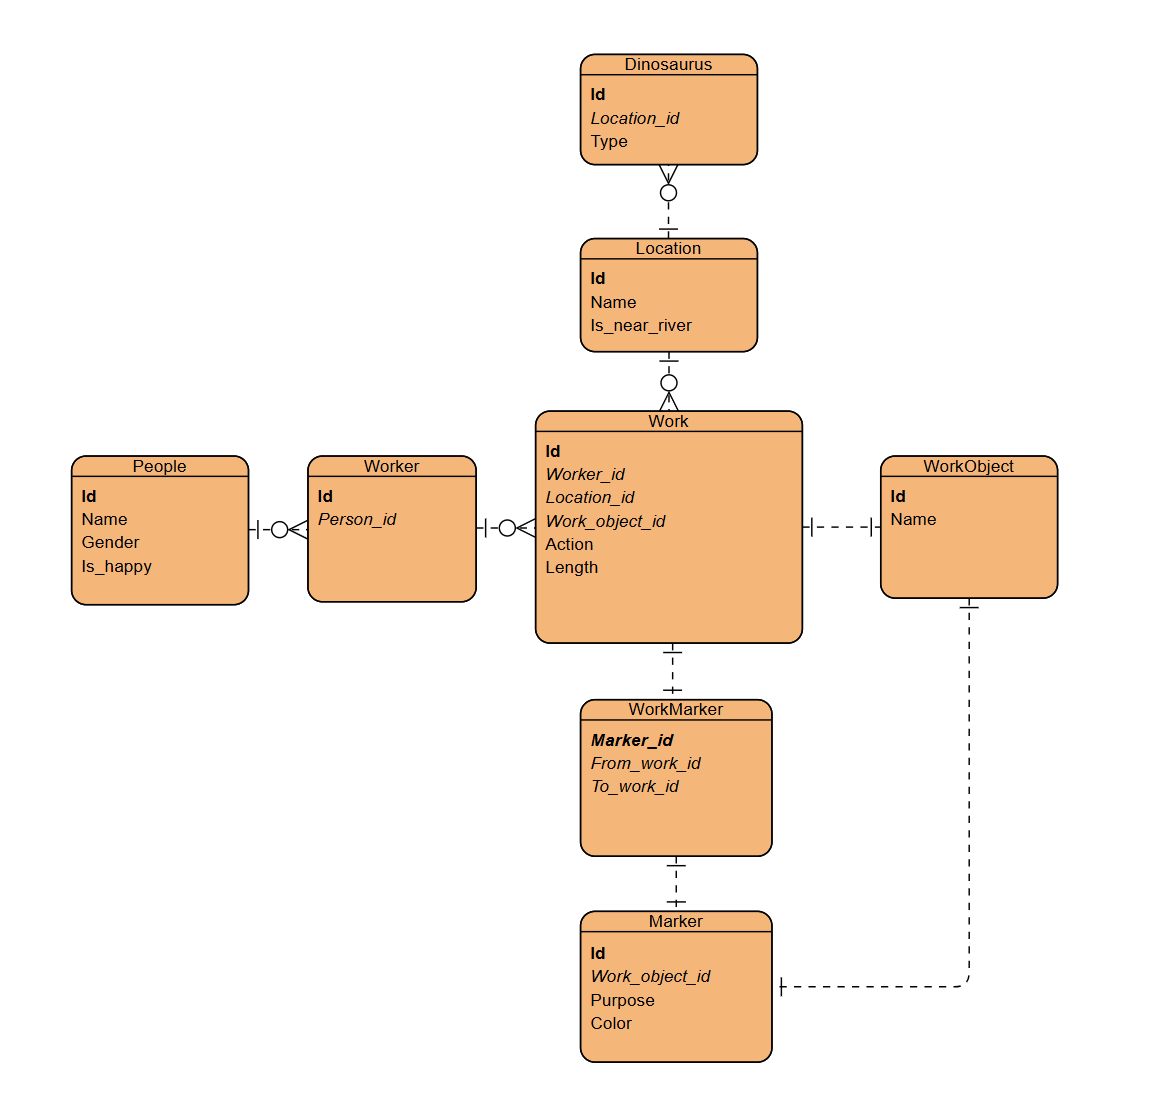 Dinosaurus
Id
Location_id
Type
Location
Id
Name
Is_near_river
People
Id
Name
Gender
Is_happy
Worker
Id
Person_id
Work
Id
Worker_id
Location_id
Work_object_id
Action
Length
WorkObject
Id
Name
WorkMarker
Marker_id
From_work_id
To_work_id
Marker
Id
Work_object_id
Purpose
Color